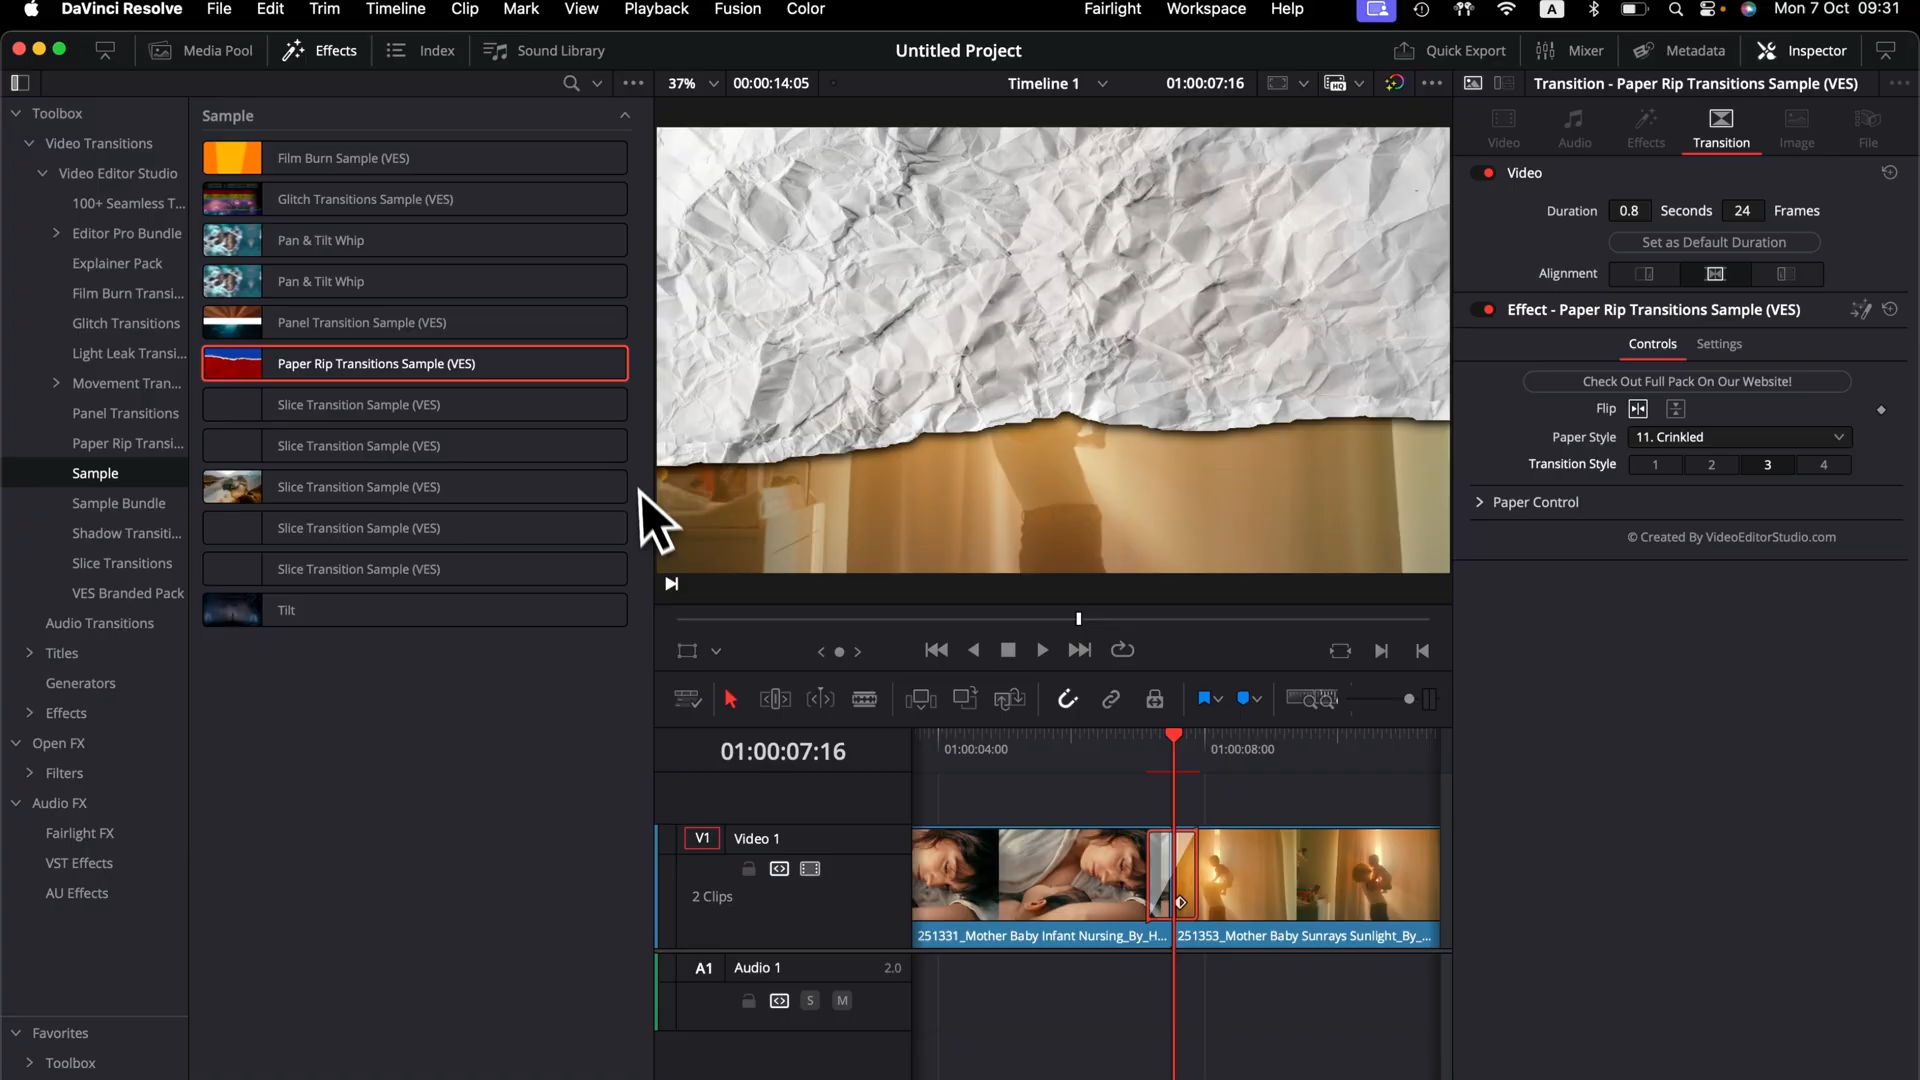 DaVinci Resolve File Edit Trim Timeline Clip Mark View Playback Fusion Color Fairlight Workspace Help A Mon 7 Oct 09:31
Media Pool Effects Index Sound Library Untitled Project Quick Export Mixer Metadata Inspector
37% 00:00:14:05 Timeline 1 01:00:07:16 HQ Transition - Paper Rip Transitions Sample (VES)
Toolbox
Video Transitions
Video Editor Studio
100+ Seamless T...
Editor Pro Bundle
Explainer Pack
Film Burn Transi...
Glitch Transitions
Light Leak Transi...
Movement Tran...
Panel Transitions
Paper Rip Transi...
Sample
Sample Bundle
Shadow Transiti...
Slice Transitions
VES Branded Pack
Audio Transitions
Titles
Generators
Effects
Open FX
Filters
Audio FX
Fairlight FX
VST Effects
AU Effects
Favorites
Toolbox
Sample
Film Burn Sample (VES)
Glitch Transitions Sample (VES)
Pan & Tilt Whip
Pan & Tilt Whip
Panel Transition Sample (VES)
Paper Rip Transitions Sample (VES)
Slice Transition Sample (VES)
Slice Transition Sample (VES)
Slice Transition Sample (VES)
Slice Transition Sample (VES)
Slice Transition Sample (VES)
Tilt
Video Audio Effects Transition Image File
Video
Duration 0.8 Seconds 24 Frames
Set as Default Duration
Alignment
Effect - Paper Rip Transitions Sample (VES)
Controls Settings
Check Out Full Pack On Our Website!
Flip
Paper Style 11. Crinkled
Transition Style 1 2 3 4
Paper Control
© Created By VideoEditorStudio.com
01:00:07:16 01:00:04:00 01:00:08:00
V1 Video 1
2 Clips
251331_Mother Baby Infant Nursing_By_H... 251353_Mother Baby Sunrays Sunlight_By_...
A1 Audio 1 2.0
S M